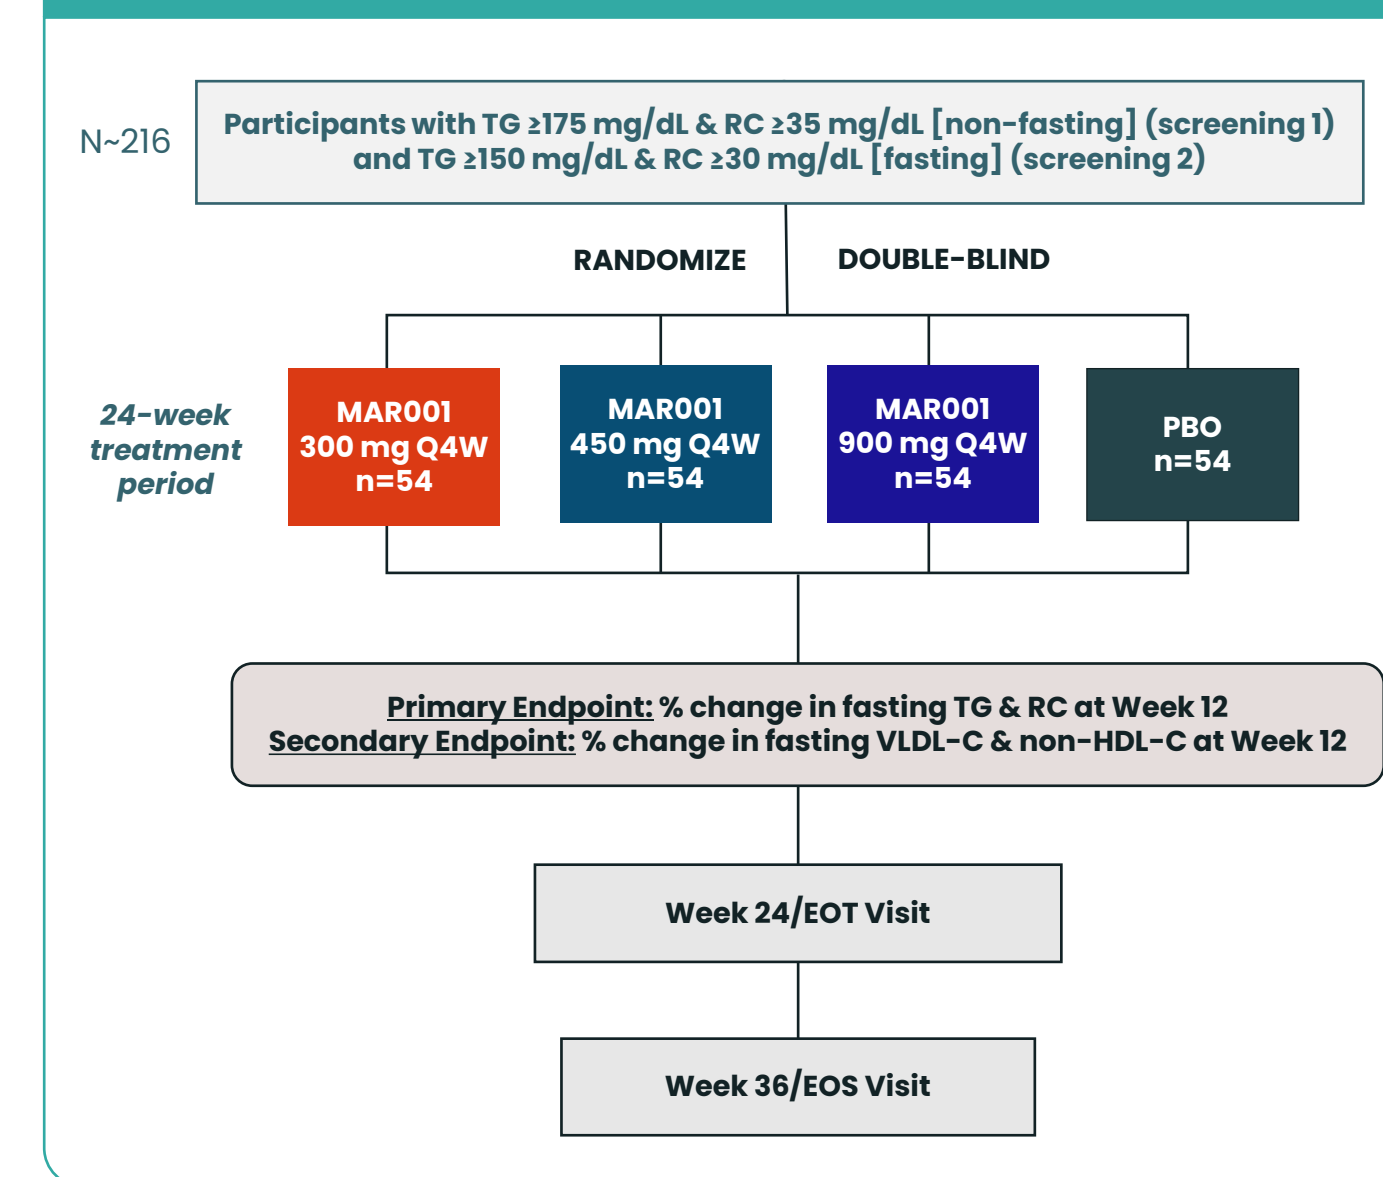 N~216
Participants with TG ≥175 mg/dL & RC ≥35 mg/dL [non-fasting] (screening 1)
and TG ≥150 mg/dL & RC ≥30 mg/dL [fasting] (screening 2)
RANDOMIZE
DOUBLE-BLIND
24-week
treatment
period
MAR001
300 mg Q4W
n=54
MAR001
450 mg Q4W
n=54
MAR001
900 mg Q4W
n=54
PBO
n=54
Primary Endpoint: % change in fasting TG & RC at Week 12
Secondary Endpoint: % change in fasting VLDL-C & non-HDL-C at Week 12
Week 24/EOT Visit
Week 36/EOS Visit